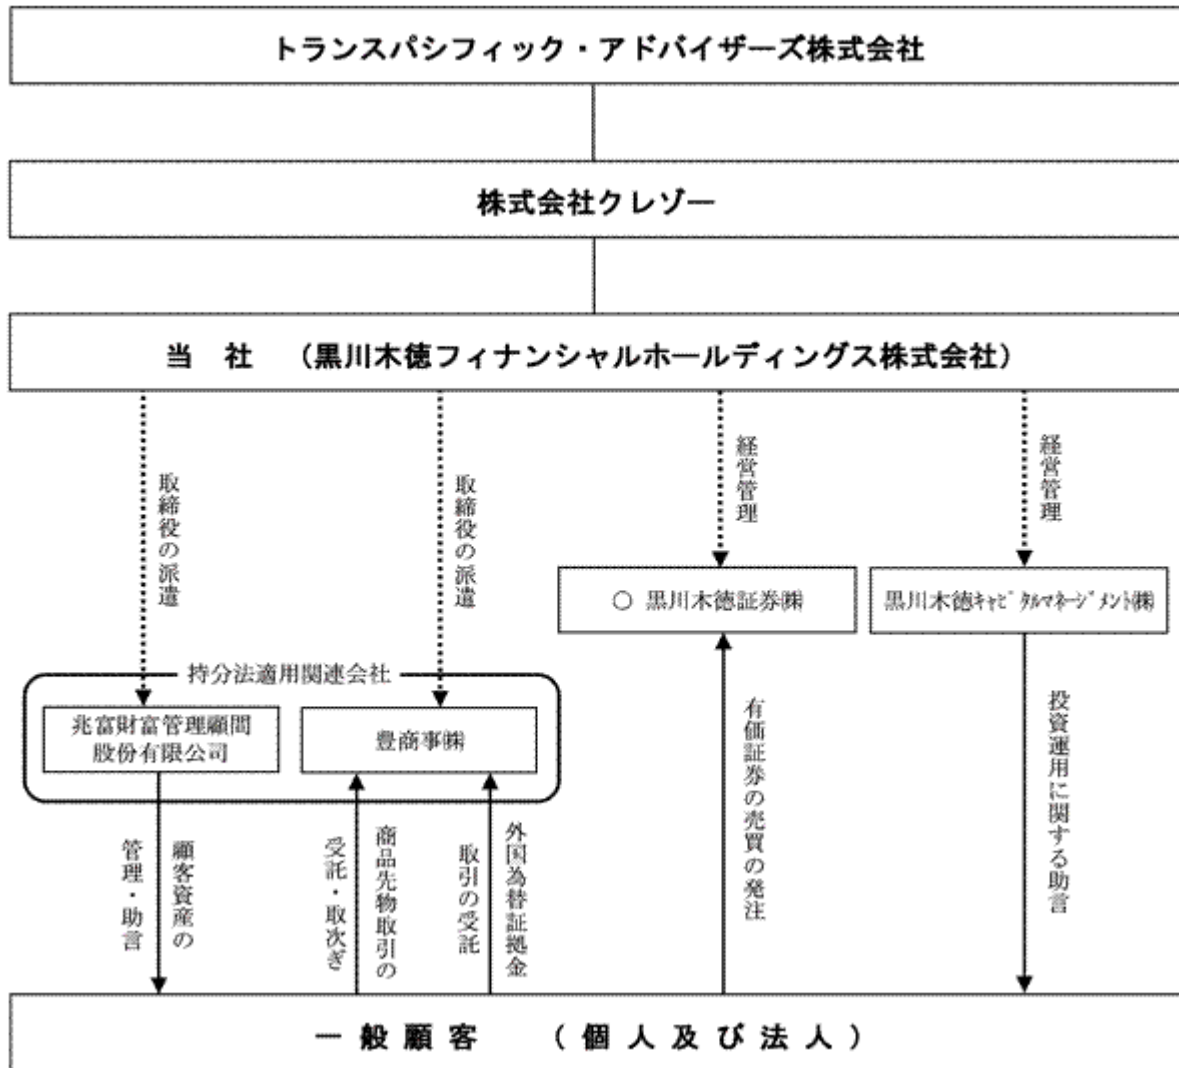 トランスパシフィック・アドバイザーズ株式会社
株式会社クレゾー
当 社 (黒川木徳フィナンシャルホールディングス株式会社)
取締役の派遣
取締役の派遣
経営管理
経営管理
○ 黒川木徳証券㈱
黒川木徳ｷｬﾋﾟﾀﾙﾏﾈｰｼﾞﾒﾝﾄ㈱
持分法適用関連会社
兆富財富管理顧問
股份有限公司
豊商事㈱
顧客資産の
管理・助言
商品先物取引の
受託・取次ぎ
外国為替証拠金
取引の受託
有価証券の売買の発注
投資運用に関する助言
一般顧客 (個人及び法人)